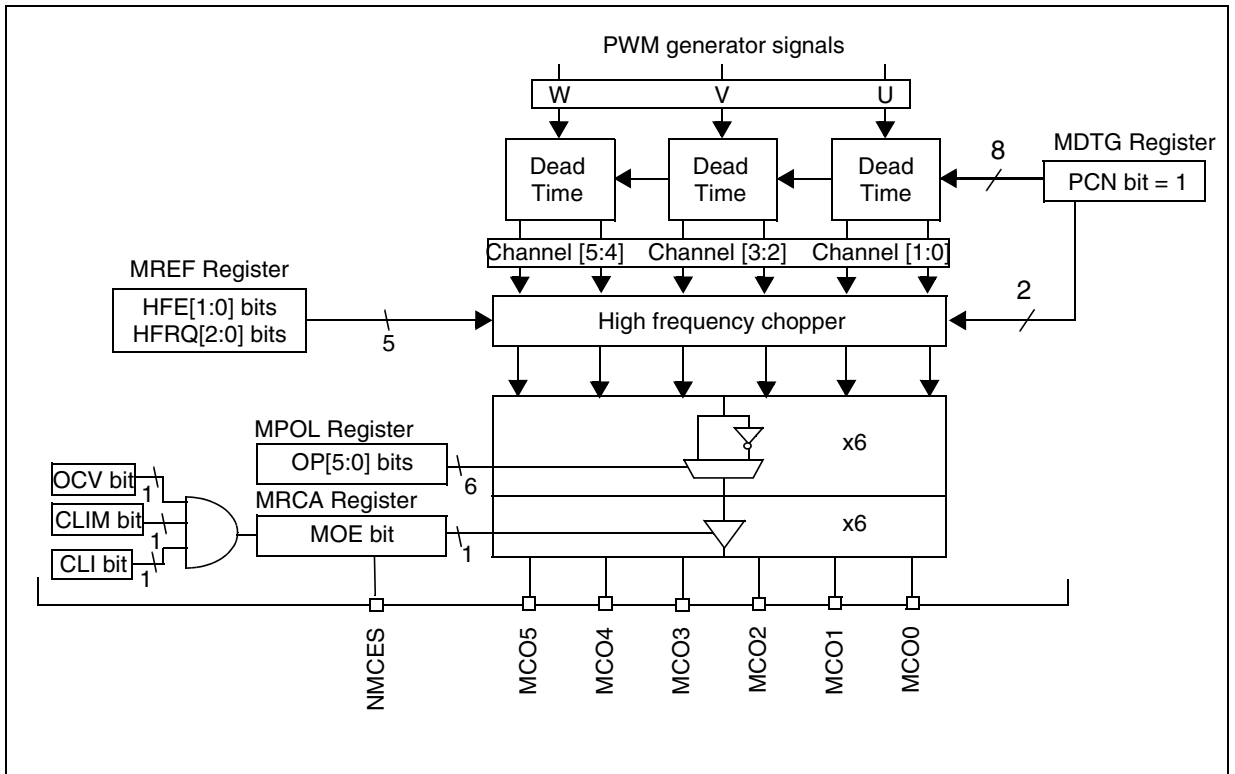 PWM generator signals
W V U
MDTG Register
8
PCN bit = 1
Dead Time
Dead Time
Dead Time
Channel [5:4] Channel [3:2] Channel [1:0]
MREF Register
HFE[1:0] bits
HFRQ[2:0] bits
5
High frequency chopper
2
MPOL Register
OP[5:0] bits
6
x6
OCV bit
1
CLIM bit
1
CLI bit
1
MRCA Register
MOE bit
1
x6
NMCES
MCO5
MCO4
MCO3
MCO2
MCO1
MCO0